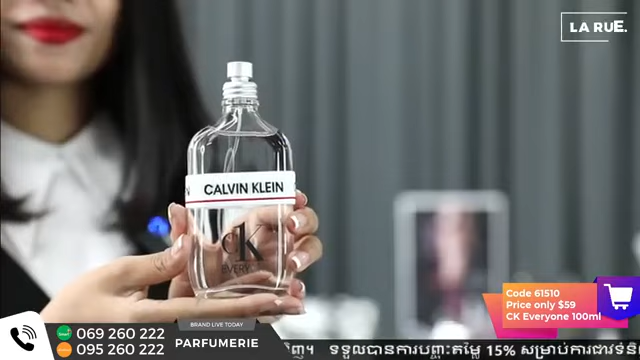 LA RUE.
N CALVIN KLEIN
cK
EVERY
Code 61510
Price only $59
CK Everyone 100ml
069 260 222
095 260 222
BRAND LIVE TODAY
PARFUMERIE
ទទួលបានការបញ្ចុះតម្លៃ 15% សម្រាប់ការជាវទំនិ